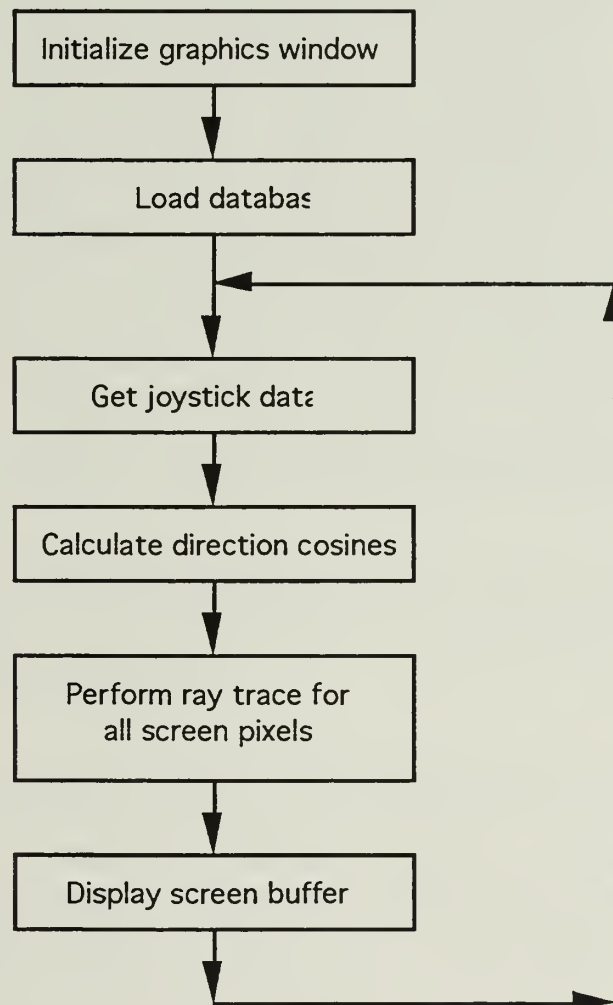 Initialize graphics window
Load databas
Get joystick data
Calculate direction cosines
Perform ray trace for
all screen pixels
Display screen buffer